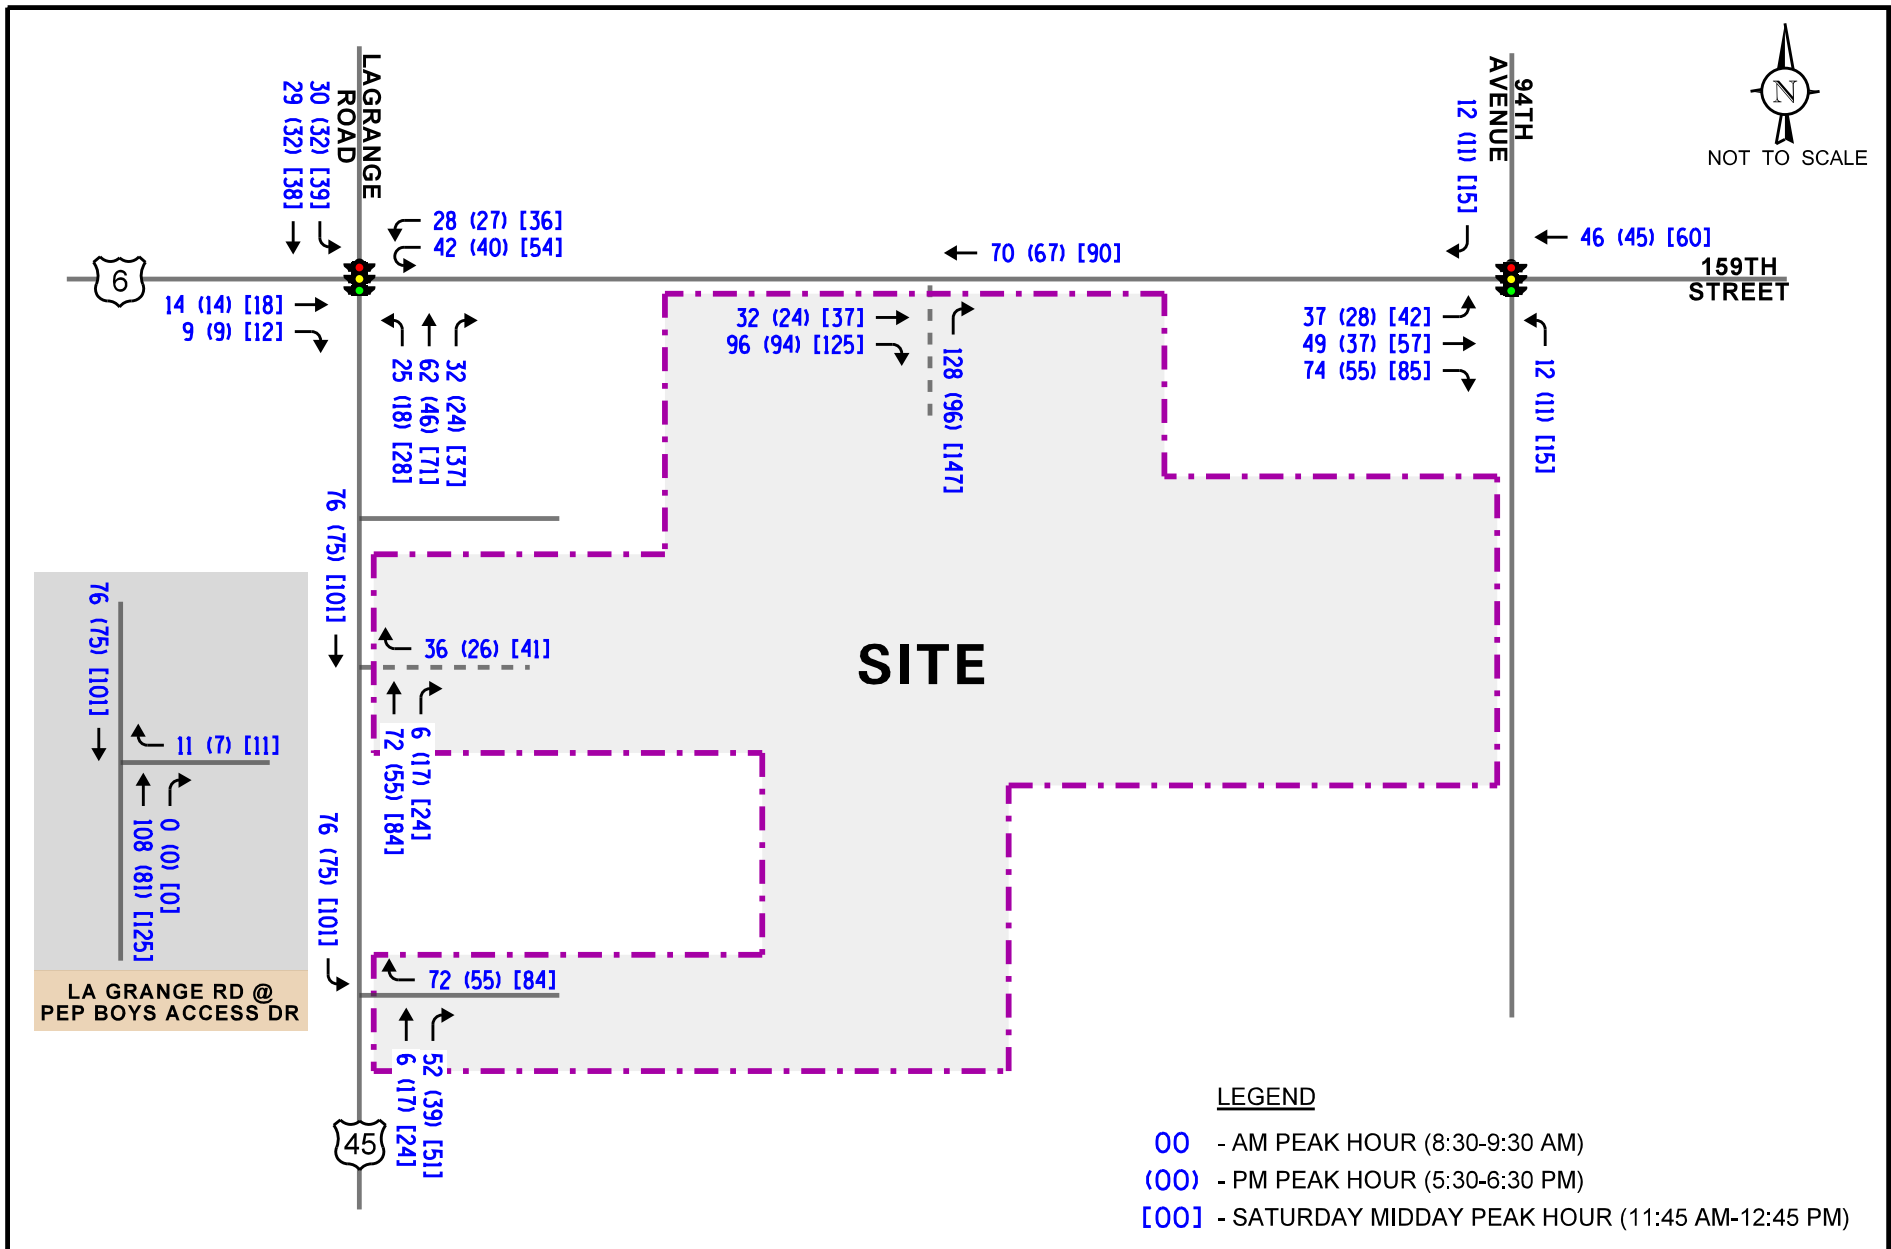 LAGRANGE
ROAD
30 (32) [39]
29 (32) [38]
94TH
AVENUE
12 (11) [15]
N
NOT TO SCALE
28 (27) [36]
42 (40) [54]
70 (67) [90]
46 (45) [60]
6
159TH
STREET
14 (14) [18]
9 (9) [12]
32 (24) [37]
96 (94) [125]
37 (28) [42]
49 (37) [57]
74 (55) [85]
32 (24) [37]
62 (46) [71]
25 (18) [28]
128 (96) [147]
12 (11) [15]
76 (75) [101]
76 (75) [101]
36 (26) [41]
SITE
11 (7) [11]
6 (17) [24]
72 (55) [84]
0 (0) [0]
108 (81) [125]
76 (75) [101]
72 (55) [84]
LA GRANGE RD @
PEP BOYS ACCESS DR
52 (39) [51]
6 (17) [24]
45
LEGEND
00 - AM PEAK HOUR (8:30-9:30 AM)
(00) - PM PEAK HOUR (5:30-6:30 PM)
[00] - SATURDAY MIDDAY PEAK HOUR (11:45 AM-12:45 PM)